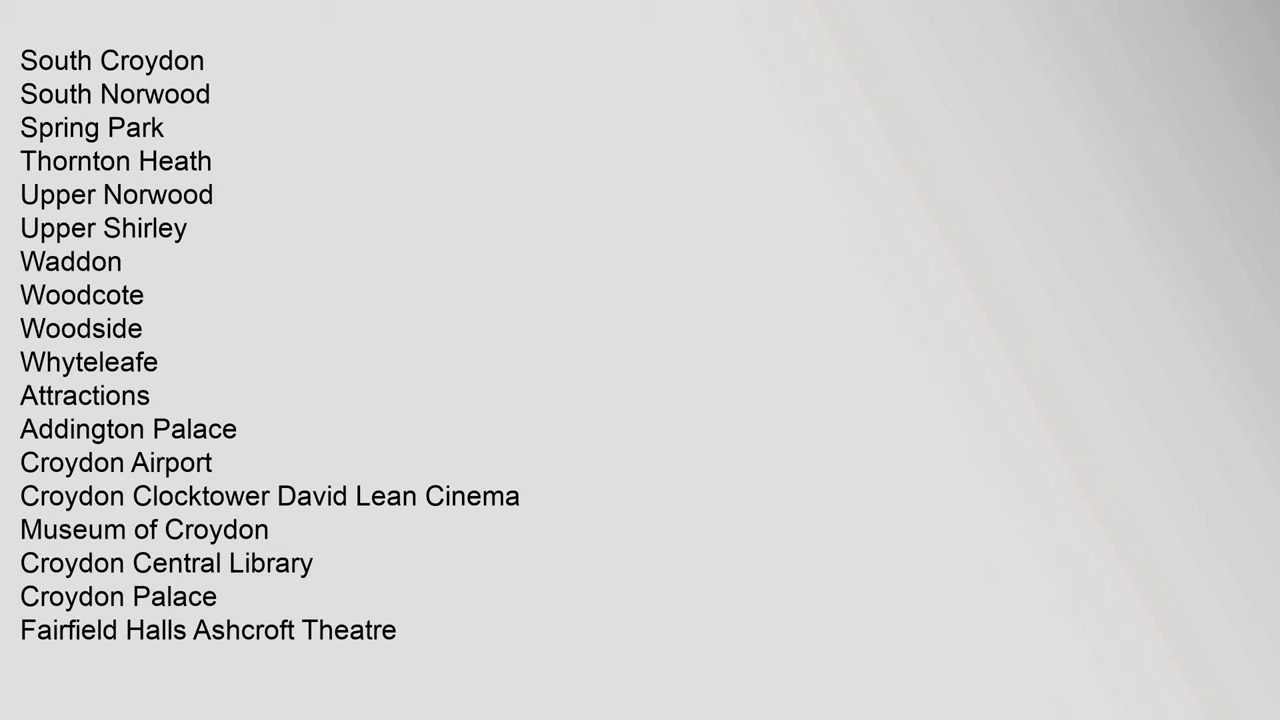 South Croydon
South Norwood
Spring Park
Thornton Heath
Upper Norwood
Upper Shirley
Waddon
Woodcote
Woodside
Whyteleafe
Attractions
Addington Palace
Croydon Airport
Croydon Clocktower David Lean Cinema
Museum of Croydon
Croydon Central Library
Croydon Palace
Fairfield Halls Ashcroft Theatre